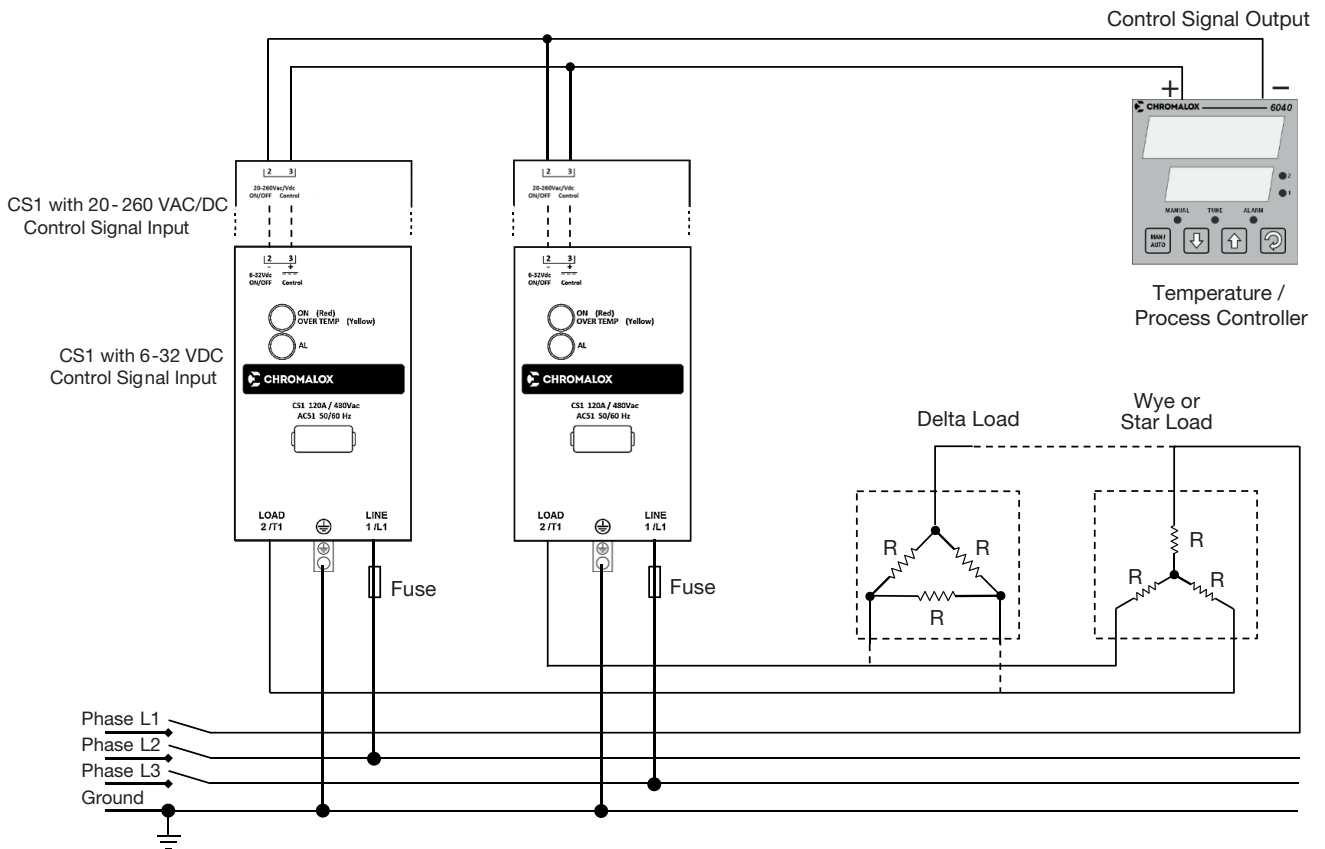 Control Signal Output
+ −
CHROMALOX 6040
2
1
MANUAL TUNE ALARM
MAN/
AUTO
Temperature /
Process Controller
CS1 with 20-260 VAC/DC
Control Signal Input
2 3
20-260Vac/Vdc
ON/OFF Control
2 3
20-260Vac/Vdc
ON/OFF Control
CS1 with 6-32 VDC
Control Signal Input
2 3
− +
6-32Vdc
ON/OFF Control
ON (Red)
OVER TEMP (Yellow)
AL
CHROMALOX
CS1 120A / 480Vac
AC51 50/60 Hz
LOAD
2 /T1
LINE
1 /L1
Fuse
2 3
− +
6-32Vdc
ON/OFF Control
ON (Red)
OVER TEMP (Yellow)
AL
CHROMALOX
CS1 120A / 480Vac
AC51 50/60 Hz
LOAD
2 /T1
LINE
1 /L1
Fuse
Delta Load
R R
R
Wye or
Star Load
R
R R
Phase L1
Phase L2
Phase L3
Ground